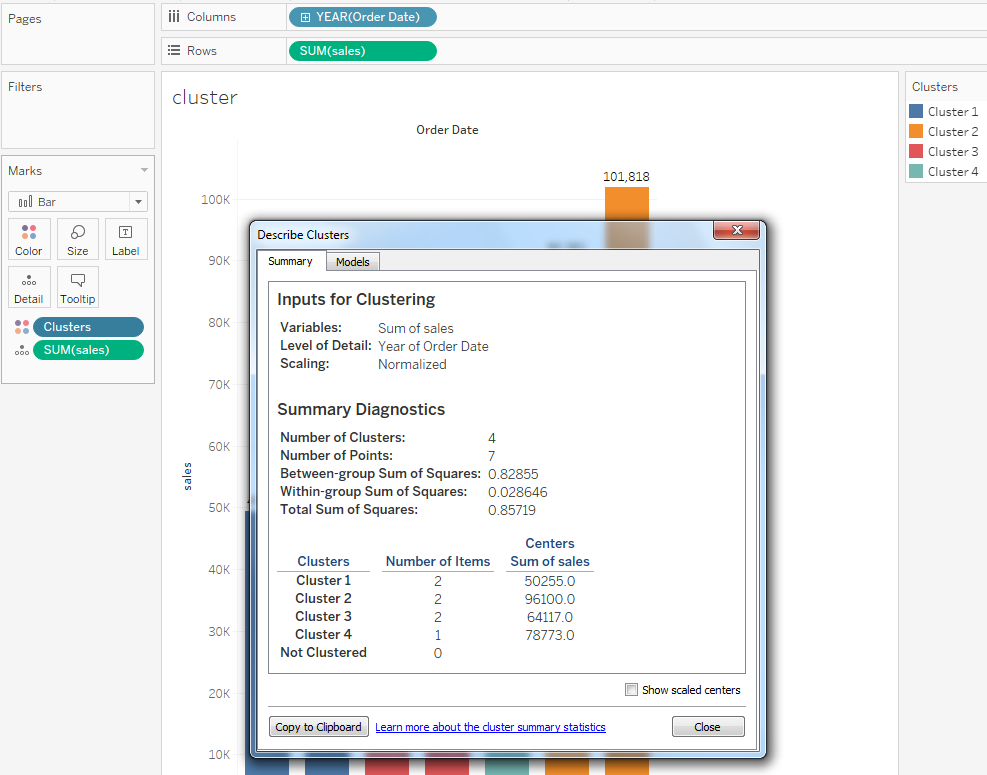 Pages
Columns
YEAR(Order Date)
Rows
SUM(sales)
Filters
Marks
Bar
Color Size Label
Detail Tooltip
Clusters
SUM(sales)
cluster
Order Date
101,818
100K
90K
80K
70K
60K
50K
40K
30K
20K
10K
sales
Clusters
Cluster 1
Cluster 2
Cluster 3
Cluster 4
Describe Clusters
Summary Models
Inputs for Clustering
Variables: Sum of sales
Level of Detail: Year of Order Date
Scaling: Normalized
Summary Diagnostics
Number of Clusters: 4
Number of Points: 7
Between-group Sum of Squares: 0.82855
Within-group Sum of Squares: 0.028646
Total Sum of Squares: 0.85719
Centers
Clusters Number of Items Sum of sales
Cluster 1 2 50255.0
Cluster 2 2 96100.0
Cluster 3 2 64117.0
Cluster 4 1 78773.0
Not Clustered 0
Show scaled centers
Copy to Clipboard Learn more about the cluster summary statistics Close